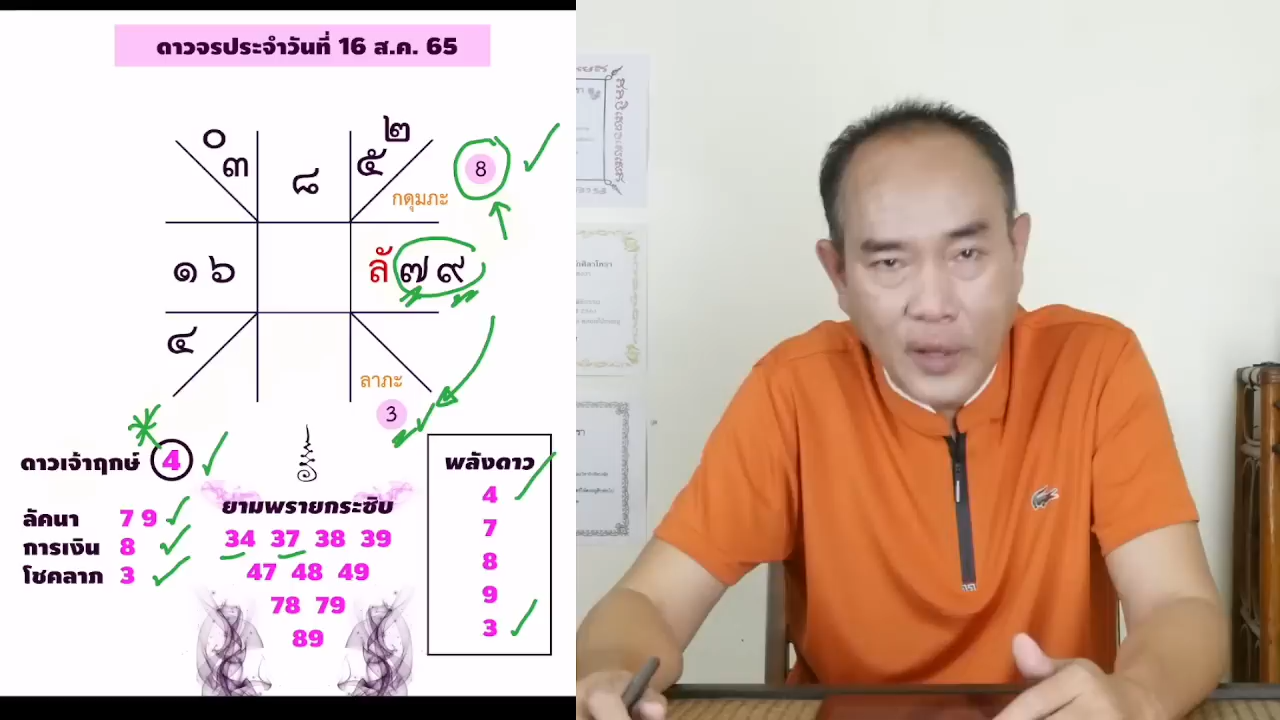 ดาวจรประจำวันที่ 16 ส.ค. 65
๐ ๓
๘
๒ ๕
กดุมภะ
8
๑ ๖
ลั ๗ ๙
๔
ลาภะ
3
ดาวเจ้าฤกษ์ 4
ลัคนา 7 9
การเงิน 8
โชคลาภ 3
ยามพรายกระซิบ
34 37 38 39
47 48 49
78 79
89
พลังดาว
4
7
8
9
3